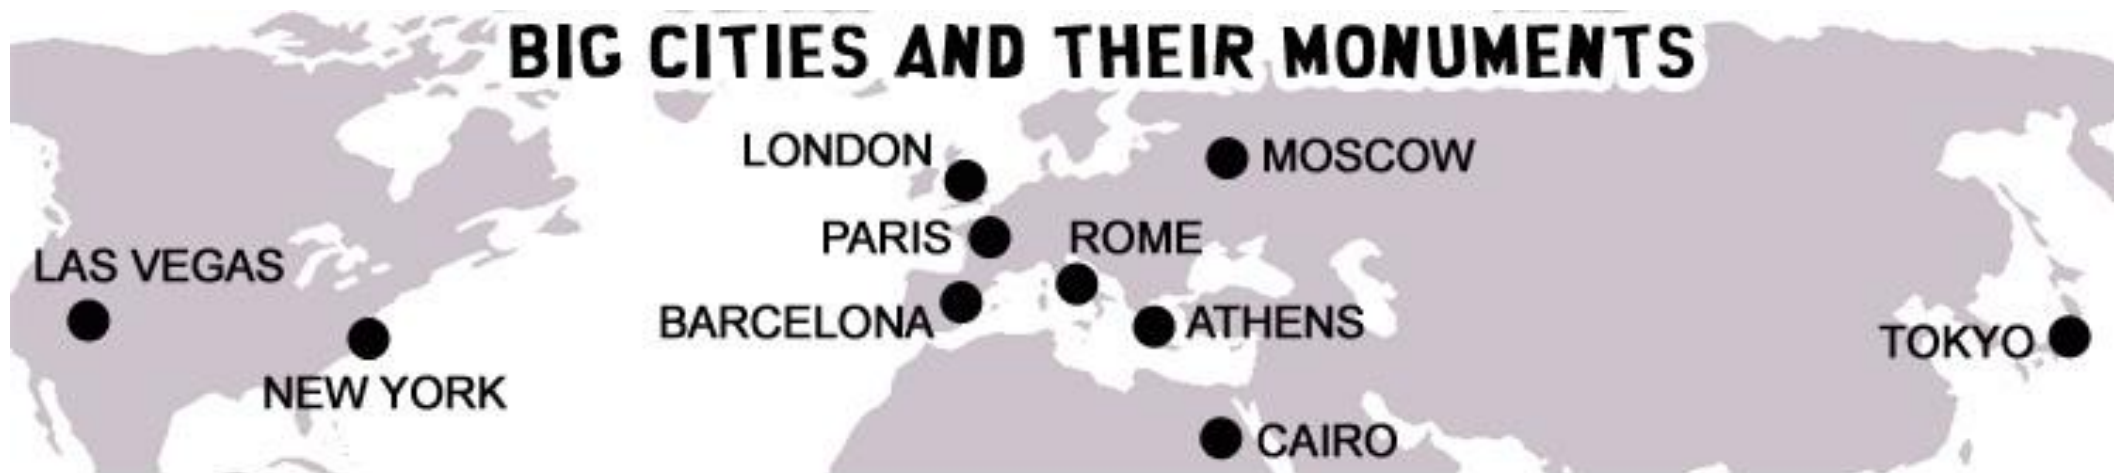 BIG CITIES AND THEIR MONUMENTS
LONDON
MOSCOW
PARIS
ROME
LAS VEGAS
BARCELONA
ATHENS
TOKYO
NEW YORK
CAIRO